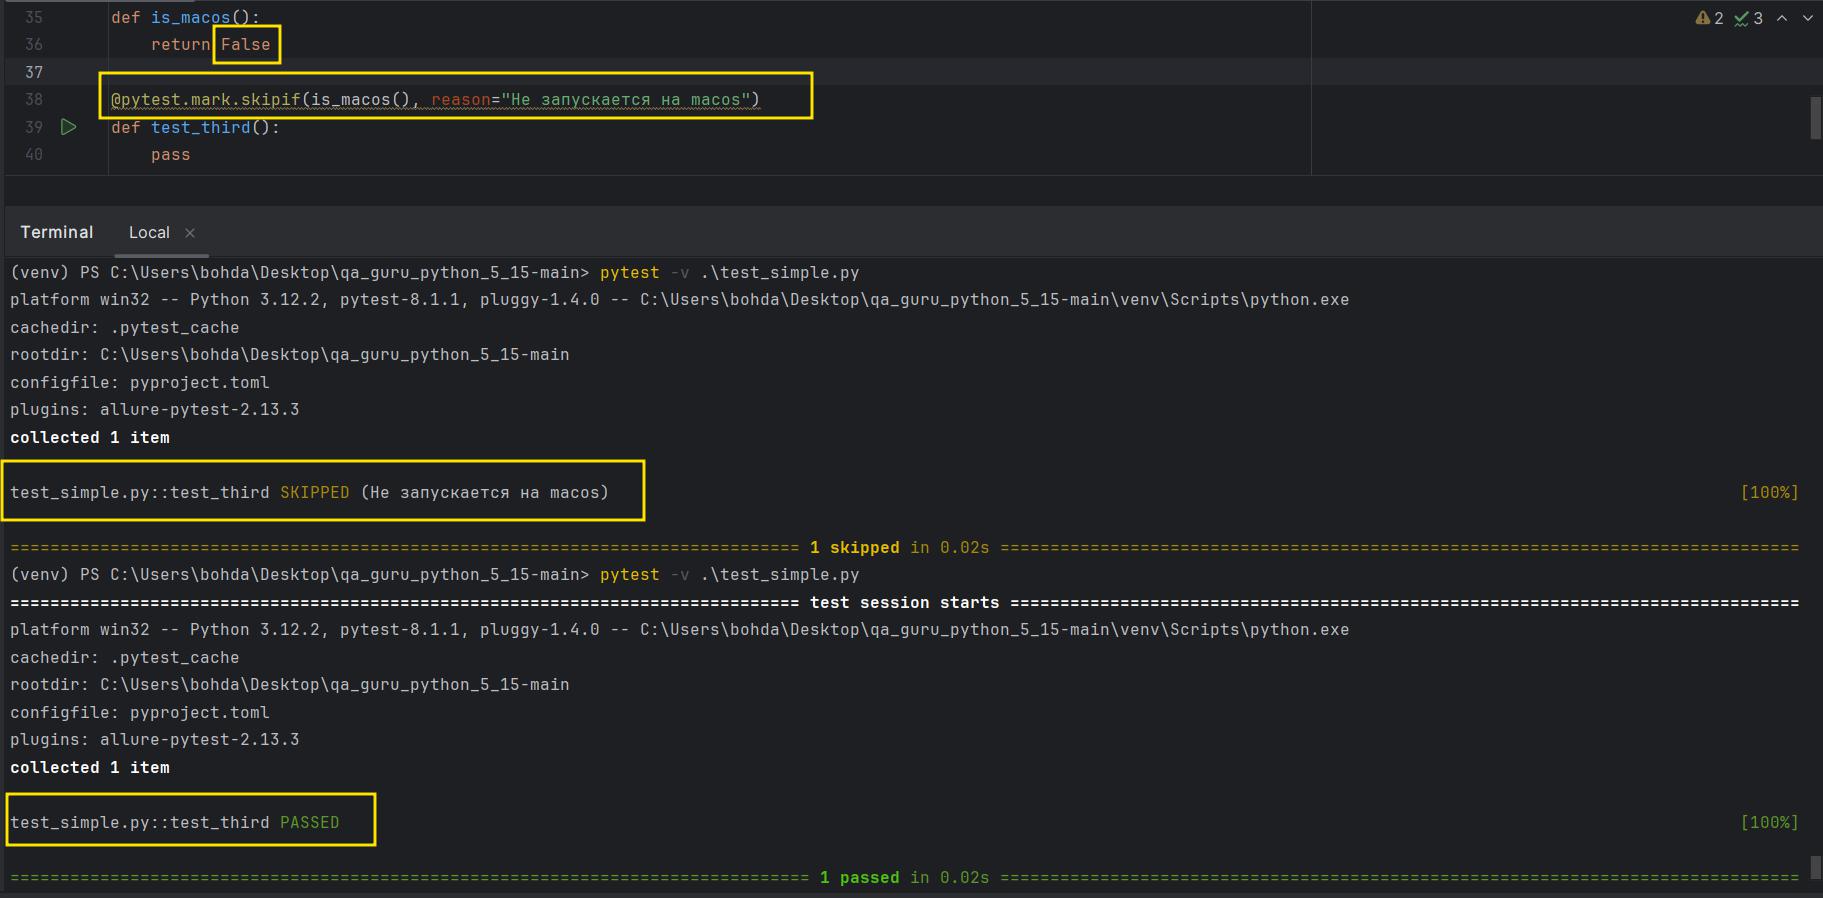 35 def is_macos():
36 return False
37
38 @pytest.mark.skipif(is_macos(), reason="Не запускается на macos")
39 def test_third():
40 pass
2 3
Terminal Local ×
(venv) PS C:\Users\bohda\Desktop\qa_guru_python_5_15-main> pytest -v .\test_simple.py
platform win32 -- Python 3.12.2, pytest-8.1.1, pluggy-1.4.0 -- C:\Users\bohda\Desktop\qa_guru_python_5_15-main\venv\Scripts\python.exe
cachedir: .pytest_cache
rootdir: C:\Users\bohda\Desktop\qa_guru_python_5_15-main
configfile: pyproject.toml
plugins: allure-pytest-2.13.3
collected 1 item
test_simple.py::test_third SKIPPED (Не запускается на macos) [100%]
=============================================================================== 1 skipped in 0.02s ================================================================================
(venv) PS C:\Users\bohda\Desktop\qa_guru_python_5_15-main> pytest -v .\test_simple.py
=============================================================================== test session starts ===============================================================================
platform win32 -- Python 3.12.2, pytest-8.1.1, pluggy-1.4.0 -- C:\Users\bohda\Desktop\qa_guru_python_5_15-main\venv\Scripts\python.exe
cachedir: .pytest_cache
rootdir: C:\Users\bohda\Desktop\qa_guru_python_5_15-main
configfile: pyproject.toml
plugins: allure-pytest-2.13.3
collected 1 item
test_simple.py::test_third PASSED [100%]
================================================================================ 1 passed in 0.02s ================================================================================